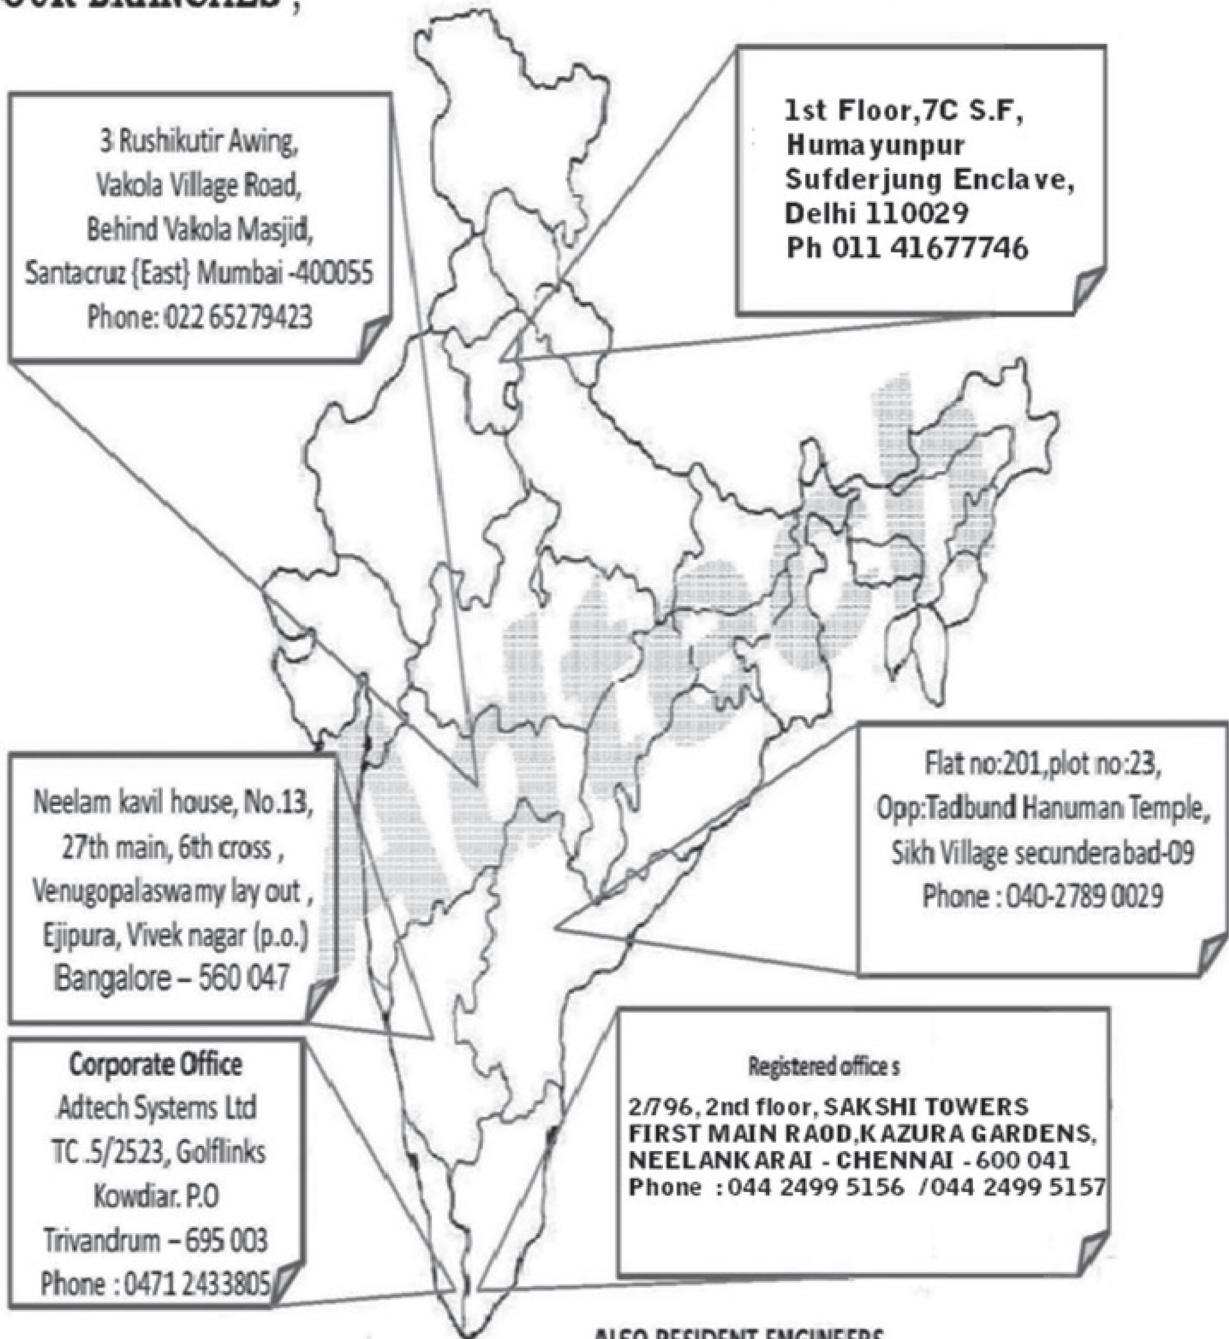 OUR BRANCHES ;
3 Rushikutir Awing,
Vakola Village Road,
Behind Vakola Masjid,
Santacruz {East} Mumbai -400055
Phone: 022 65279423
1st Floor,7C S.F,
Humayunpur
Sufderjung Enclave,
Delhi 110029
Ph 011 41677746
Neelam kavil house, No.13,
27th main, 6th cross ,
Venugopalaswamy lay out ,
Ejipura, Vivek nagar (p.o.)
Bangalore – 560 047
Flat no:201,plot no:23,
Opp:Tadbund Hanuman Temple,
Sikh Village secunderabad-09
Phone : 040-2789 0029
Corporate Office
Adtech Systems Ltd
TC .5/2523, Golflinks
Kowdiar. P.O
Trivandrum – 695 003
Phone : 0471 2433805
Registered office s
2/796, 2nd floor, SAKSHI TOWERS
FIRST MAIN RAOD,KAZURA GARDENS,
NEELANKARAI - CHENNAI - 600 041
Phone : 044 2499 5156 / 044 2499 5157
ALSO RESIDENT ENGINEERS